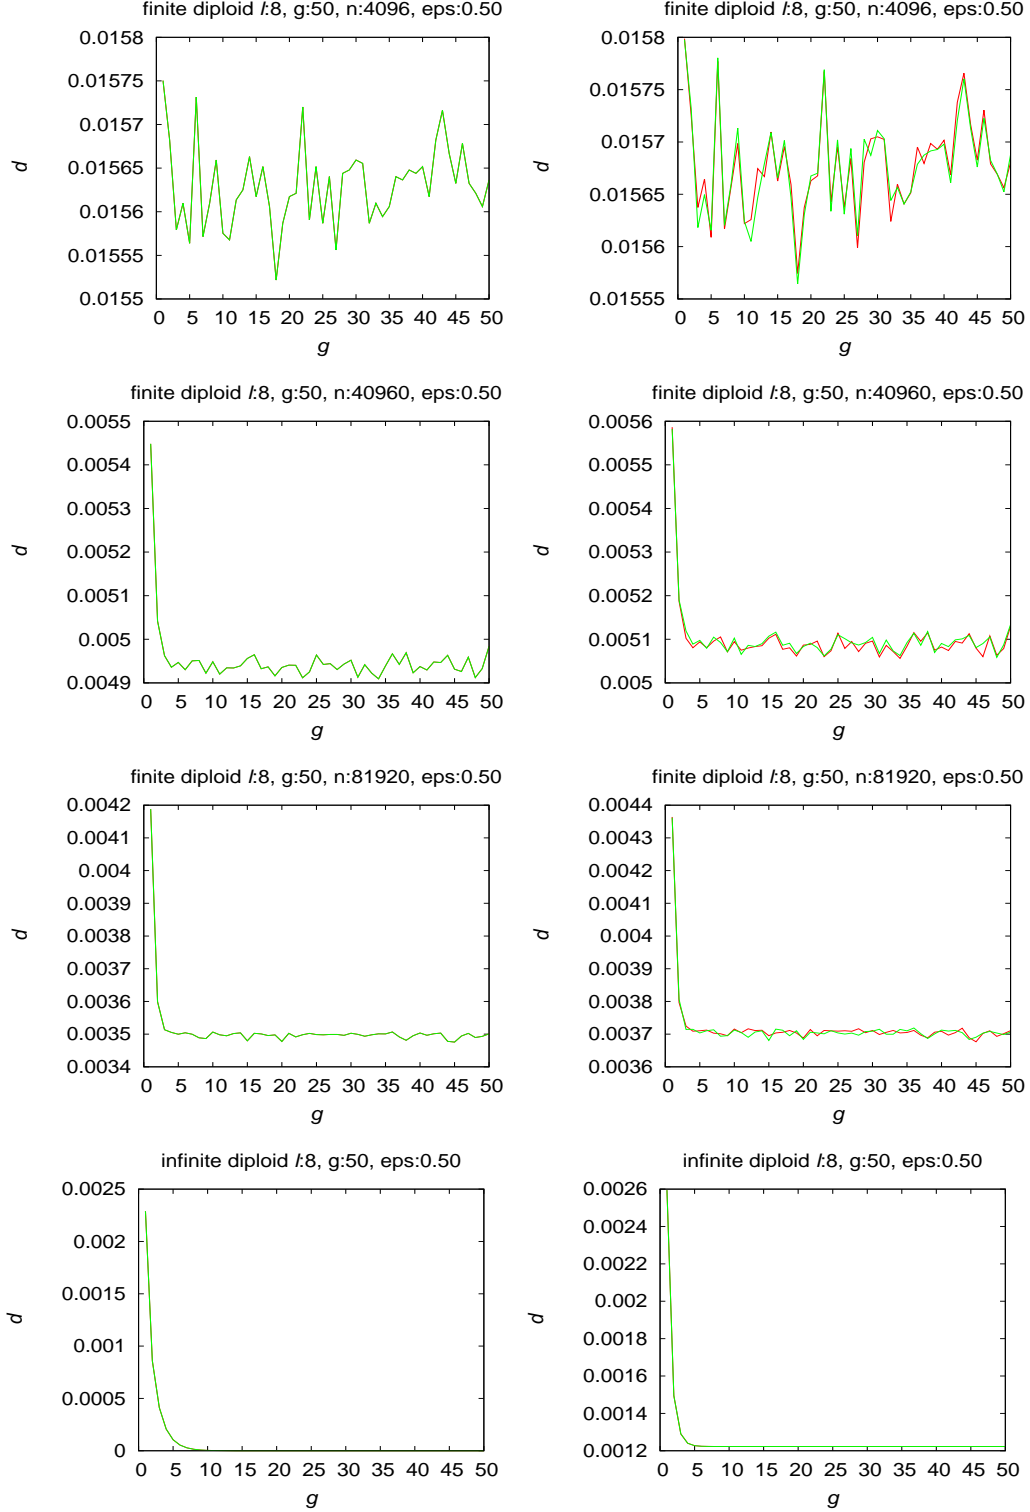 finite diploid l:8, g:50, n:4096, eps:0.50
0.0158
0.01575
0.0157
0.01565
0.0156
0.01555
0.0155
d
0 5 10 15 20 25 30 35 40 45 50
g
finite diploid l:8, g:50, n:4096, eps:0.50
0.0158
0.01575
0.0157
0.01565
0.0156
0.01555
d
0 5 10 15 20 25 30 35 40 45 50
g
finite diploid l:8, g:50, n:40960, eps:0.50
0.0055
0.0054
0.0053
0.0052
0.0051
0.005
0.0049
d
0 5 10 15 20 25 30 35 40 45 50
g
finite diploid l:8, g:50, n:40960, eps:0.50
0.0056
0.0055
0.0054
0.0053
0.0052
0.0051
0.005
d
0 5 10 15 20 25 30 35 40 45 50
g
finite diploid l:8, g:50, n:81920, eps:0.50
0.0042
0.0041
0.004
0.0039
0.0038
0.0037
0.0036
0.0035
0.0034
d
0 5 10 15 20 25 30 35 40 45 50
g
finite diploid l:8, g:50, n:81920, eps:0.50
0.0044
0.0043
0.0042
0.0041
0.004
0.0039
0.0038
0.0037
0.0036
d
0 5 10 15 20 25 30 35 40 45 50
g
infinite diploid l:8, g:50, eps:0.50
0.0025
0.002
0.0015
0.001
0.0005
0
d
0 5 10 15 20 25 30 35 40 45 50
g
infinite diploid l:8, g:50, eps:0.50
0.0026
0.0024
0.0022
0.002
0.0018
0.0016
0.0014
0.0012
d
0 5 10 15 20 25 30 35 40 45 50
g